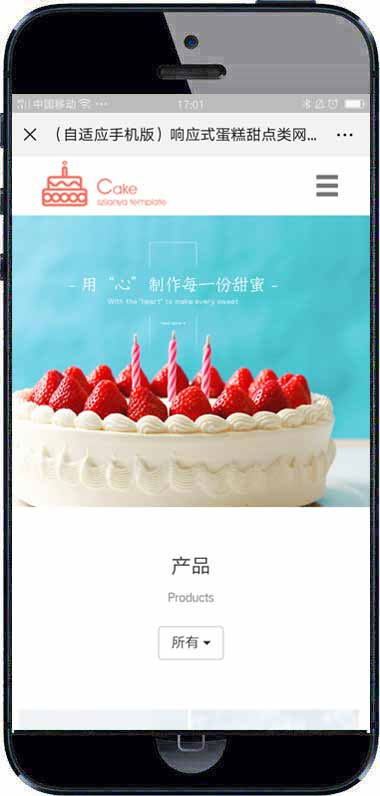 中国移动
17:01
（自适应手机版）响应式蛋糕甜点类网...
Cake
azlianya template
- 用“心”制作每一份甜蜜 -
With the "heart" to make every sweet
产品
Products
所有